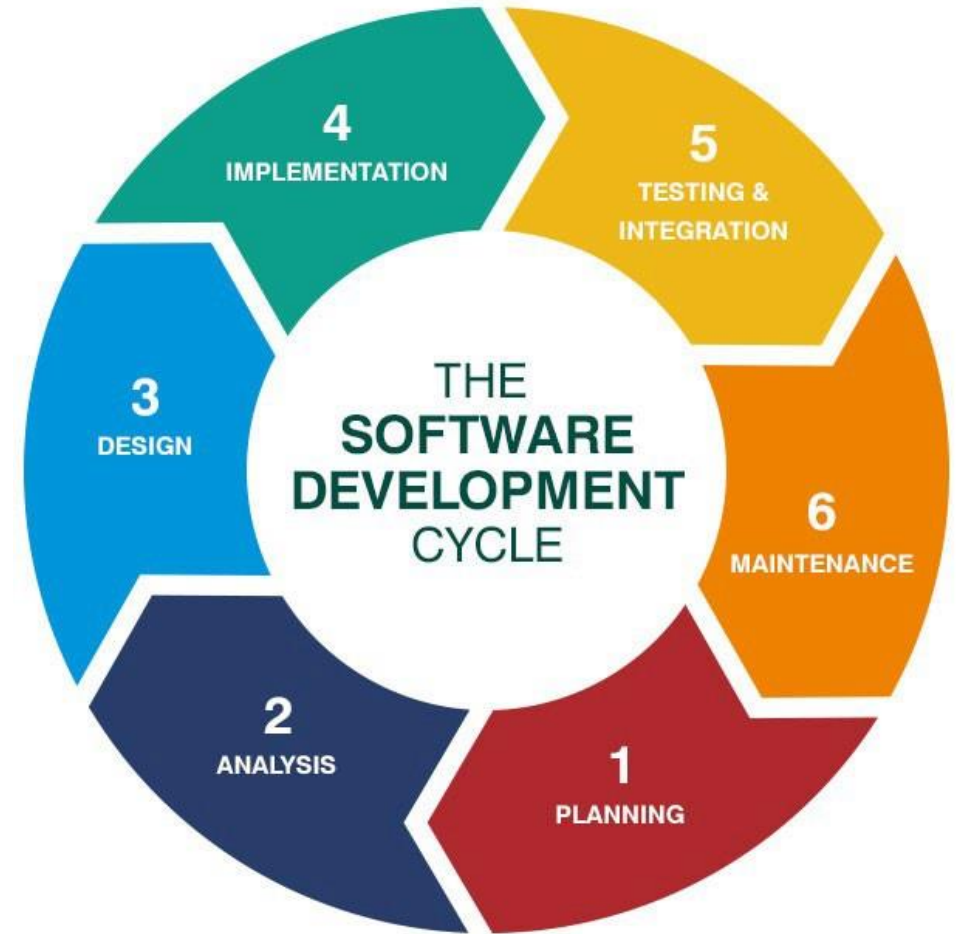 THE
SOFTWARE
DEVELOPMENT
CYCLE
1
PLANNING
2
ANALYSIS
3
DESIGN
4
IMPLEMENTATION
5
TESTING &
INTEGRATION
6
MAINTENANCE